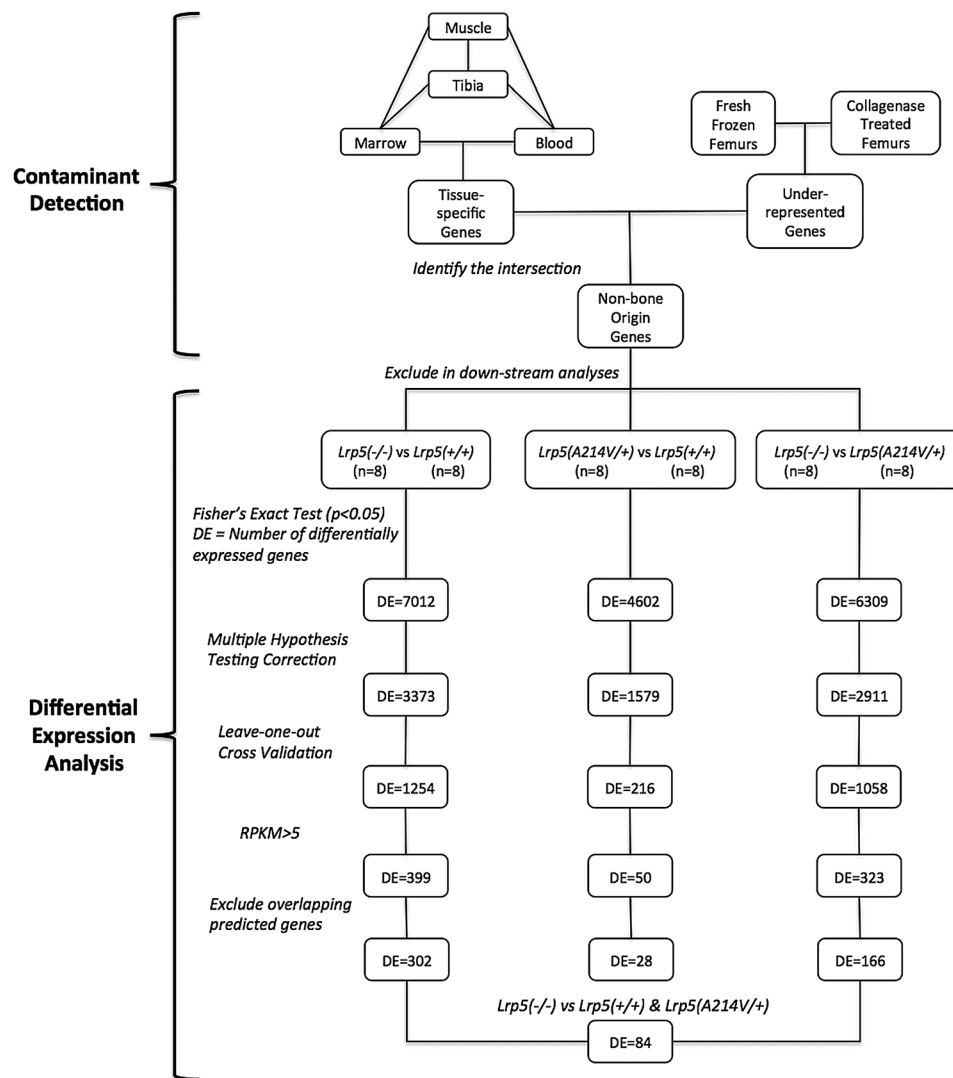 Muscle
Tibia
Marrow
Blood
Fresh
Frozen
Femurs
Collagenase
Treated
Femurs
Contaminant
Detection
Tissue-
specific
Genes
Under-
represented
Genes
Identify the intersection
Non-bone
Origin
Genes
Exclude in down-stream analyses
Lrp5(-/-) vs Lrp5(+/+)
(n=8) (n=8)
Lrp5(A214V/+) vs Lrp5(+/+)
(n=8) (n=8)
Lrp5(-/-) vs Lrp5(A214V/+)
(n=8) (n=8)
Fisher's Exact Test (p<0.05)
DE = Number of differentially
expressed genes
DE=7012
DE=4602
DE=6309
Multiple Hypothesis
Testing Correction
DE=3373
DE=1579
DE=2911
Differential
Expression
Analysis
Leave-one-out
Cross Validation
DE=1254
DE=216
DE=1058
RPKM>5
DE=399
DE=50
DE=323
Exclude overlapping
predicted genes
DE=302
DE=28
DE=166
Lrp5(-/-) vs Lrp5(+/+) & Lrp5(A214V/+)
DE=84